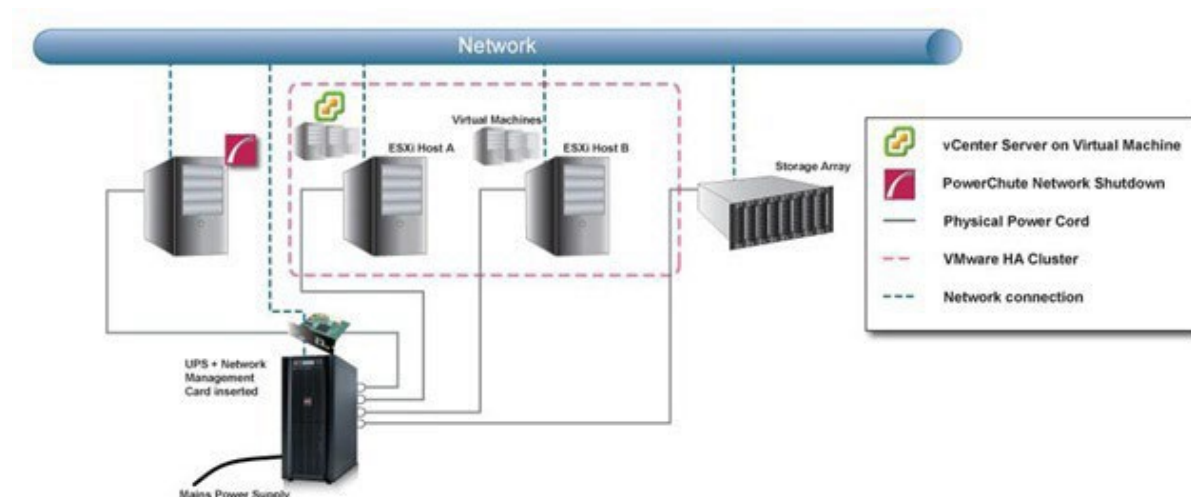 Network
Virtual Machines
ESXi Host A
ESXi Host B
Storage Array
UPS + Network
Management
Card inserted
Mains Power Supply
vCenter Server on Virtual Machine
PowerChute Network Shutdown
Physical Power Cord
VMware HA Cluster
Network connection